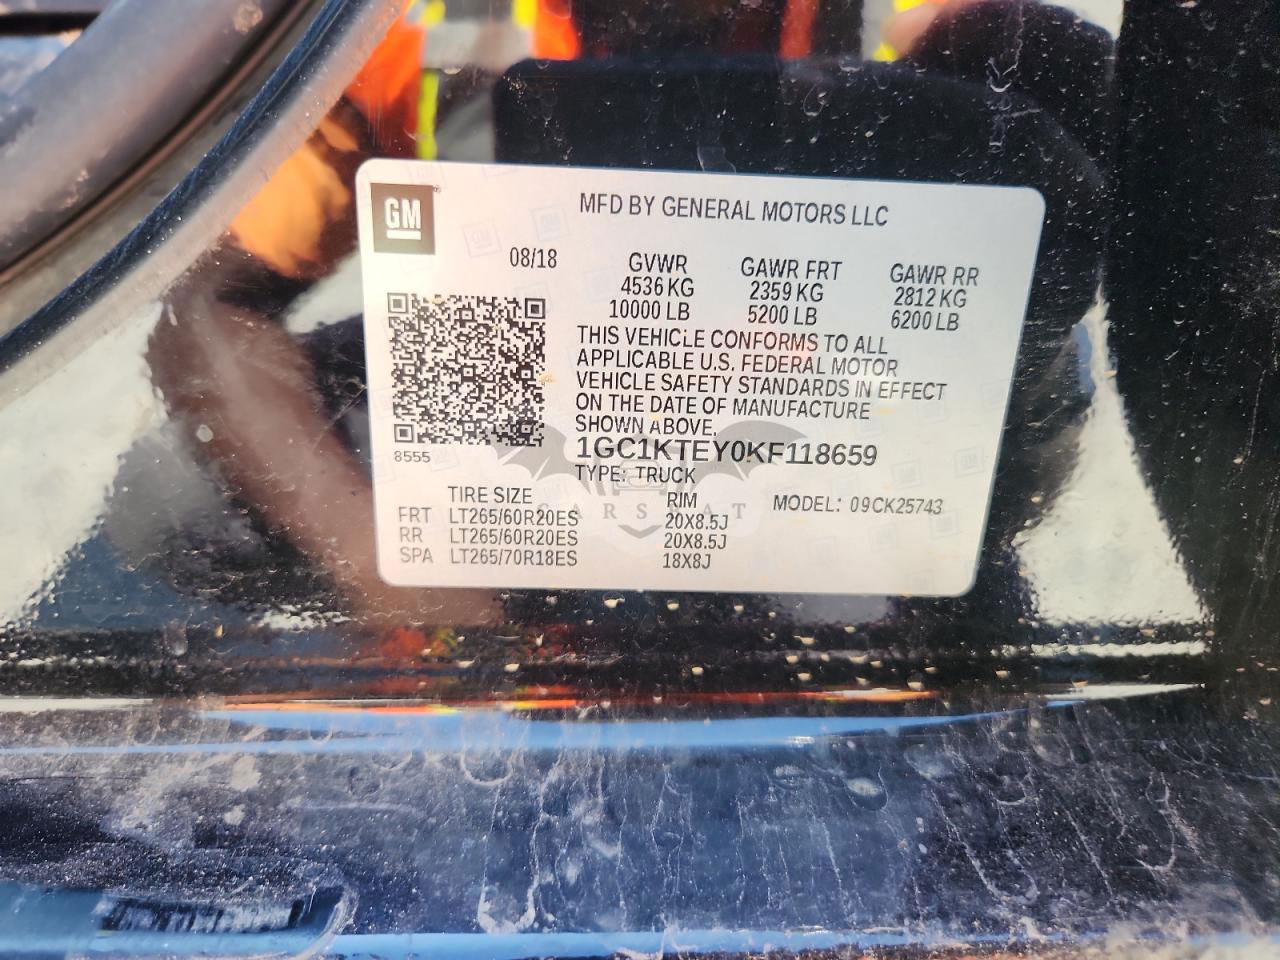 GM
MFD BY GENERAL MOTORS LLC
08/18 GVWR GAWR FRT GAWR RR
4536 KG 2359 KG 2812 KG
10000 LB 5200 LB 6200 LB
THIS VEHICLE CONFORMS TO ALL
APPLICABLE U.S. FEDERAL MOTOR
VEHICLE SAFETY STANDARDS IN EFFECT
ON THE DATE OF MANUFACTURE
SHOWN ABOVE.
8555 1GC1KTEY0KF118659
TYPE: TRUCK
TIRE SIZE RIM MODEL: 09CK25743
FRT LT265/60R20ES 20X8.5J
RR LT265/60R20ES 20X8.5J
SPA LT265/70R18ES 18X8J